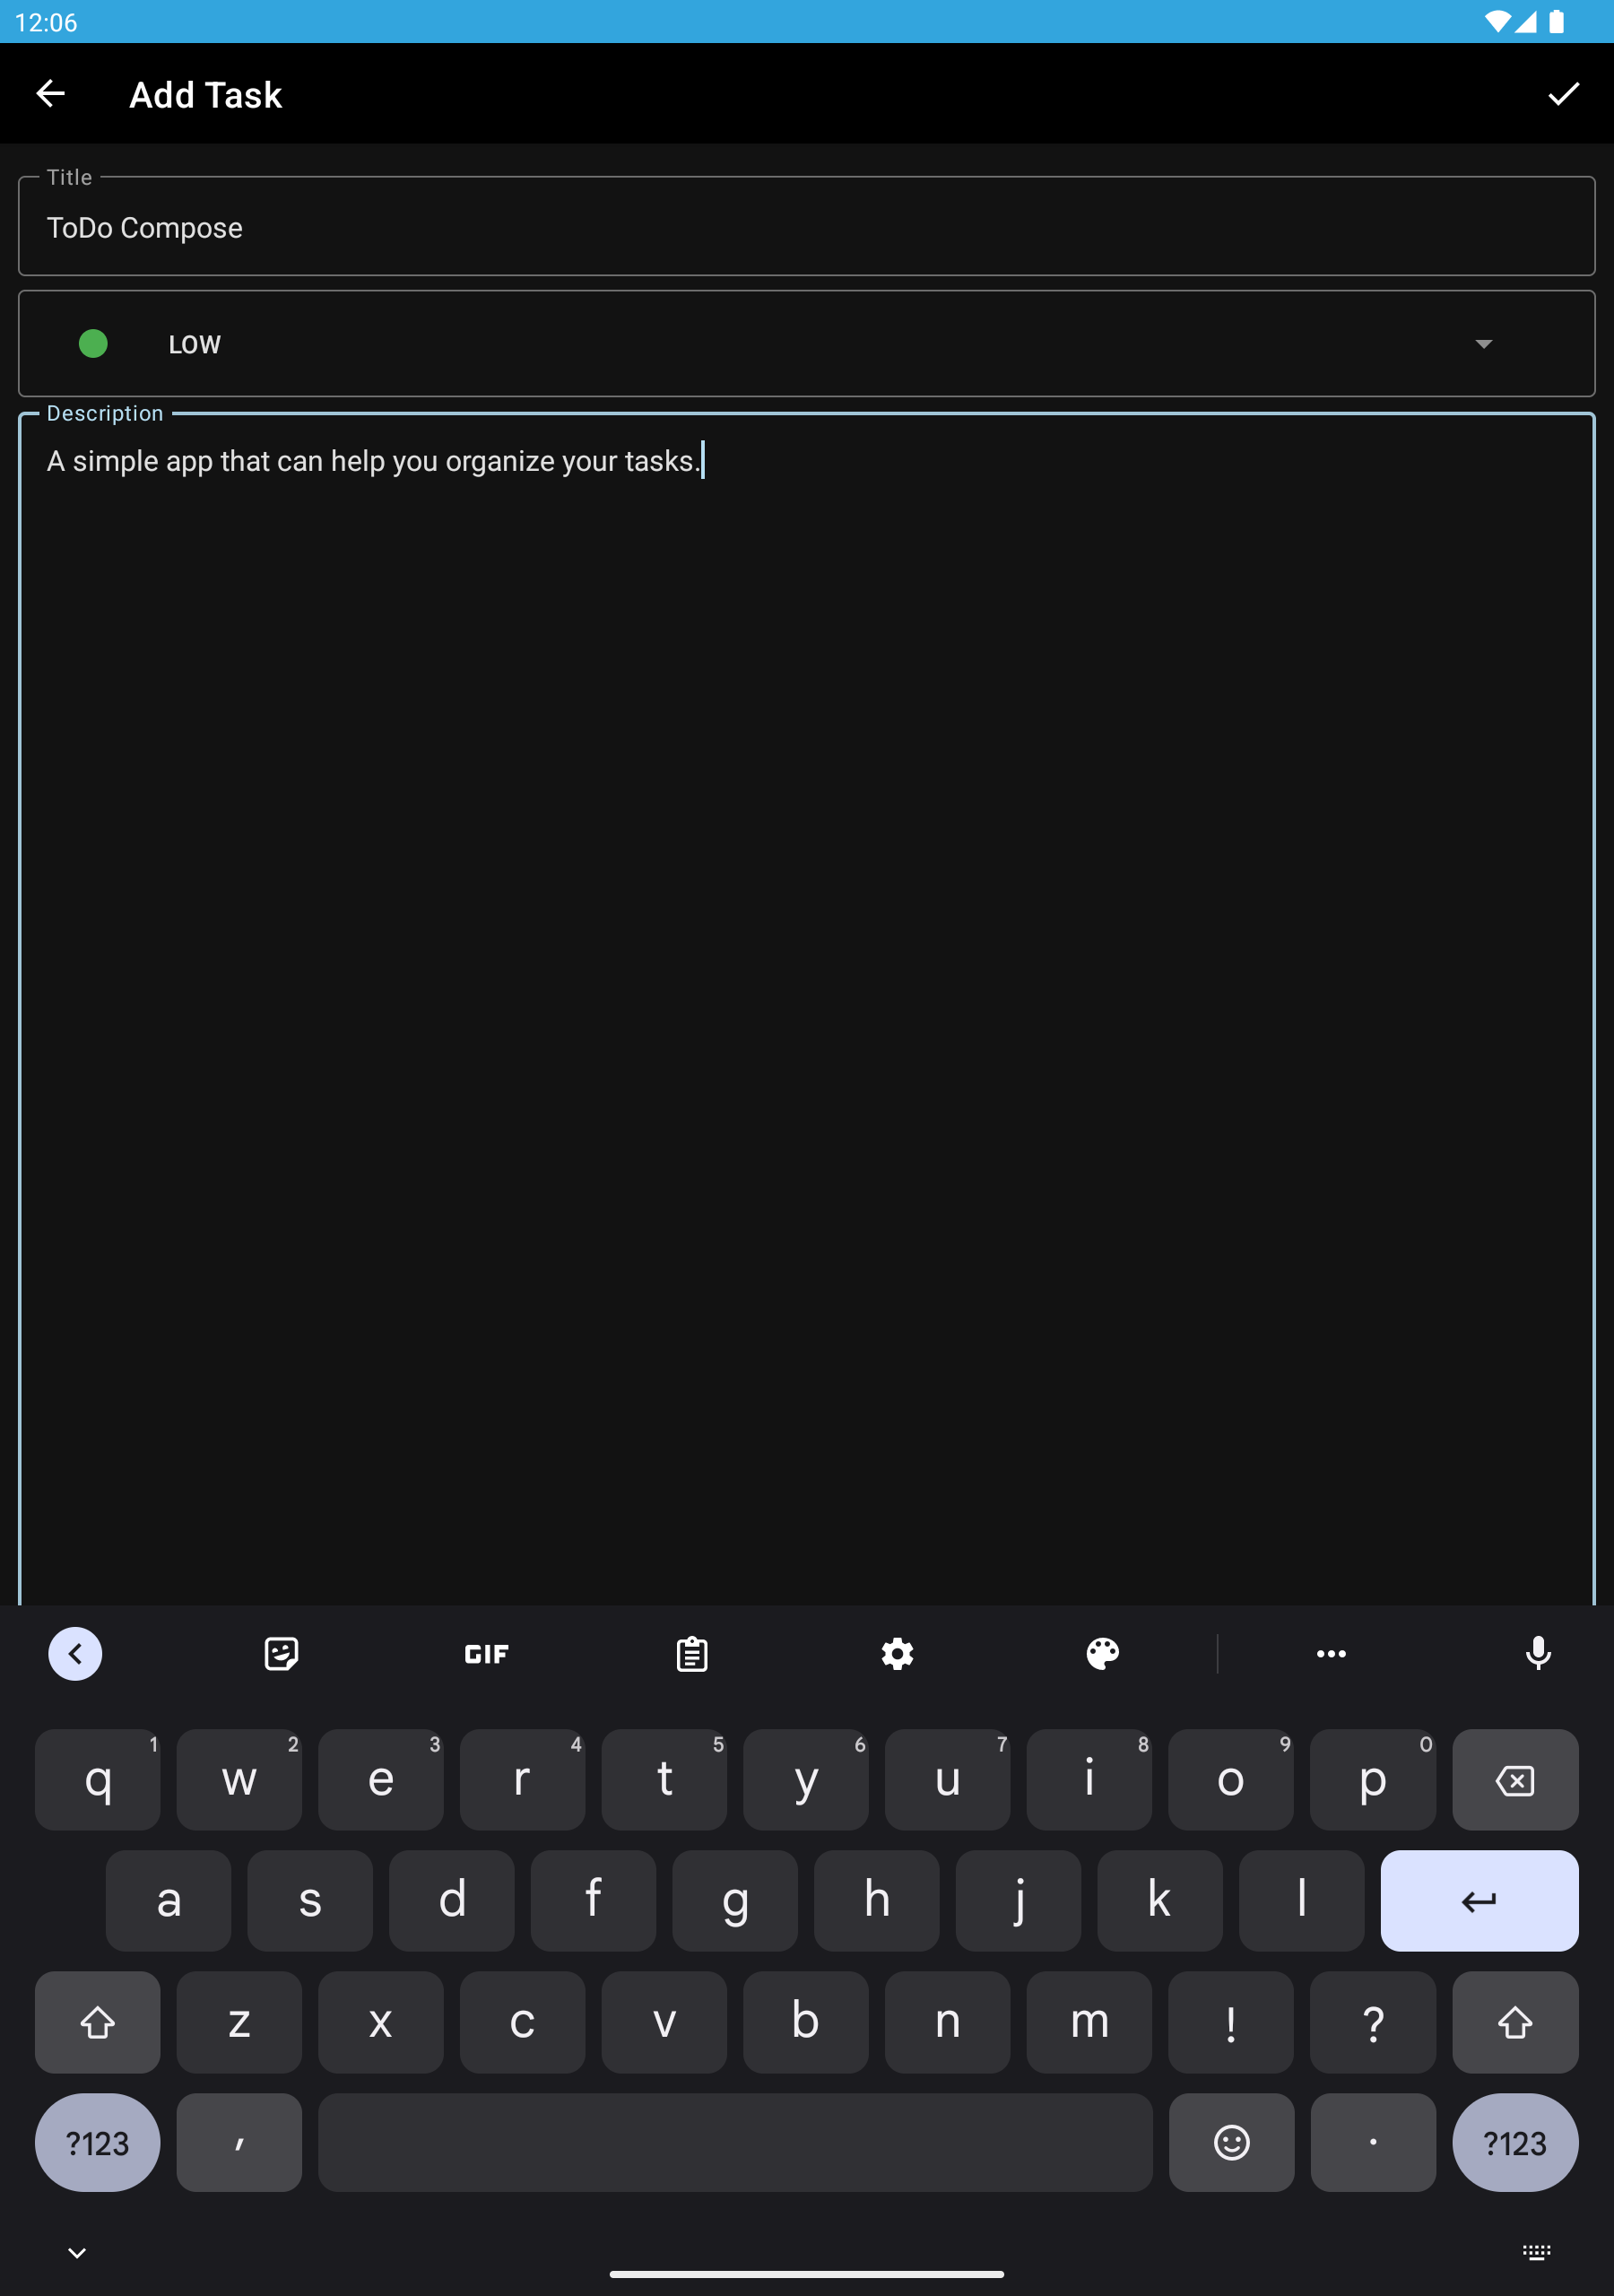 12:06
Add Task
Title
ToDo Compose
LOW
Description
A simple app that can help you organize your tasks.
GIF
q 1 w 2 e 3 r 4 t 5 y 6 u 7 i 8 o 9 p 0
a s d f g h j k l
z x c v b n m ! ?
?123 , . ?123